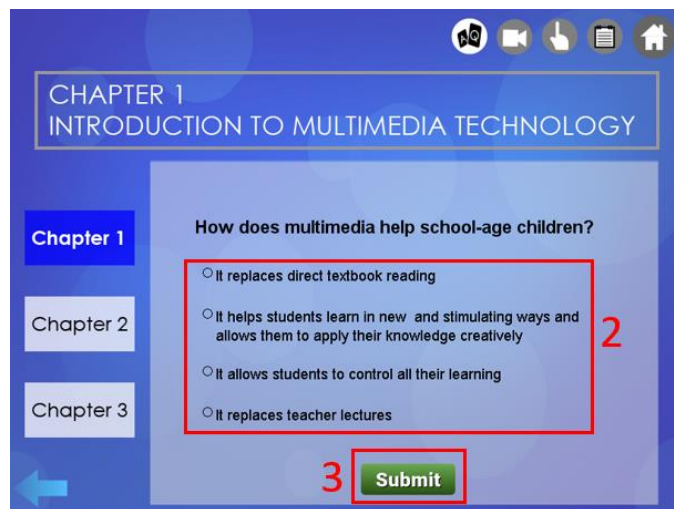 A Q
CHAPTER 1
INTRODUCTION TO MULTIMEDIA TECHNOLOGY
Chapter 1
Chapter 2
Chapter 3
How does multimedia help school-age children?
It replaces direct textbook reading
It helps students learn in new and stimulating ways and
allows them to apply their knowledge creatively
It allows students to control all their learning
It replaces teacher lectures
2
3
Submit